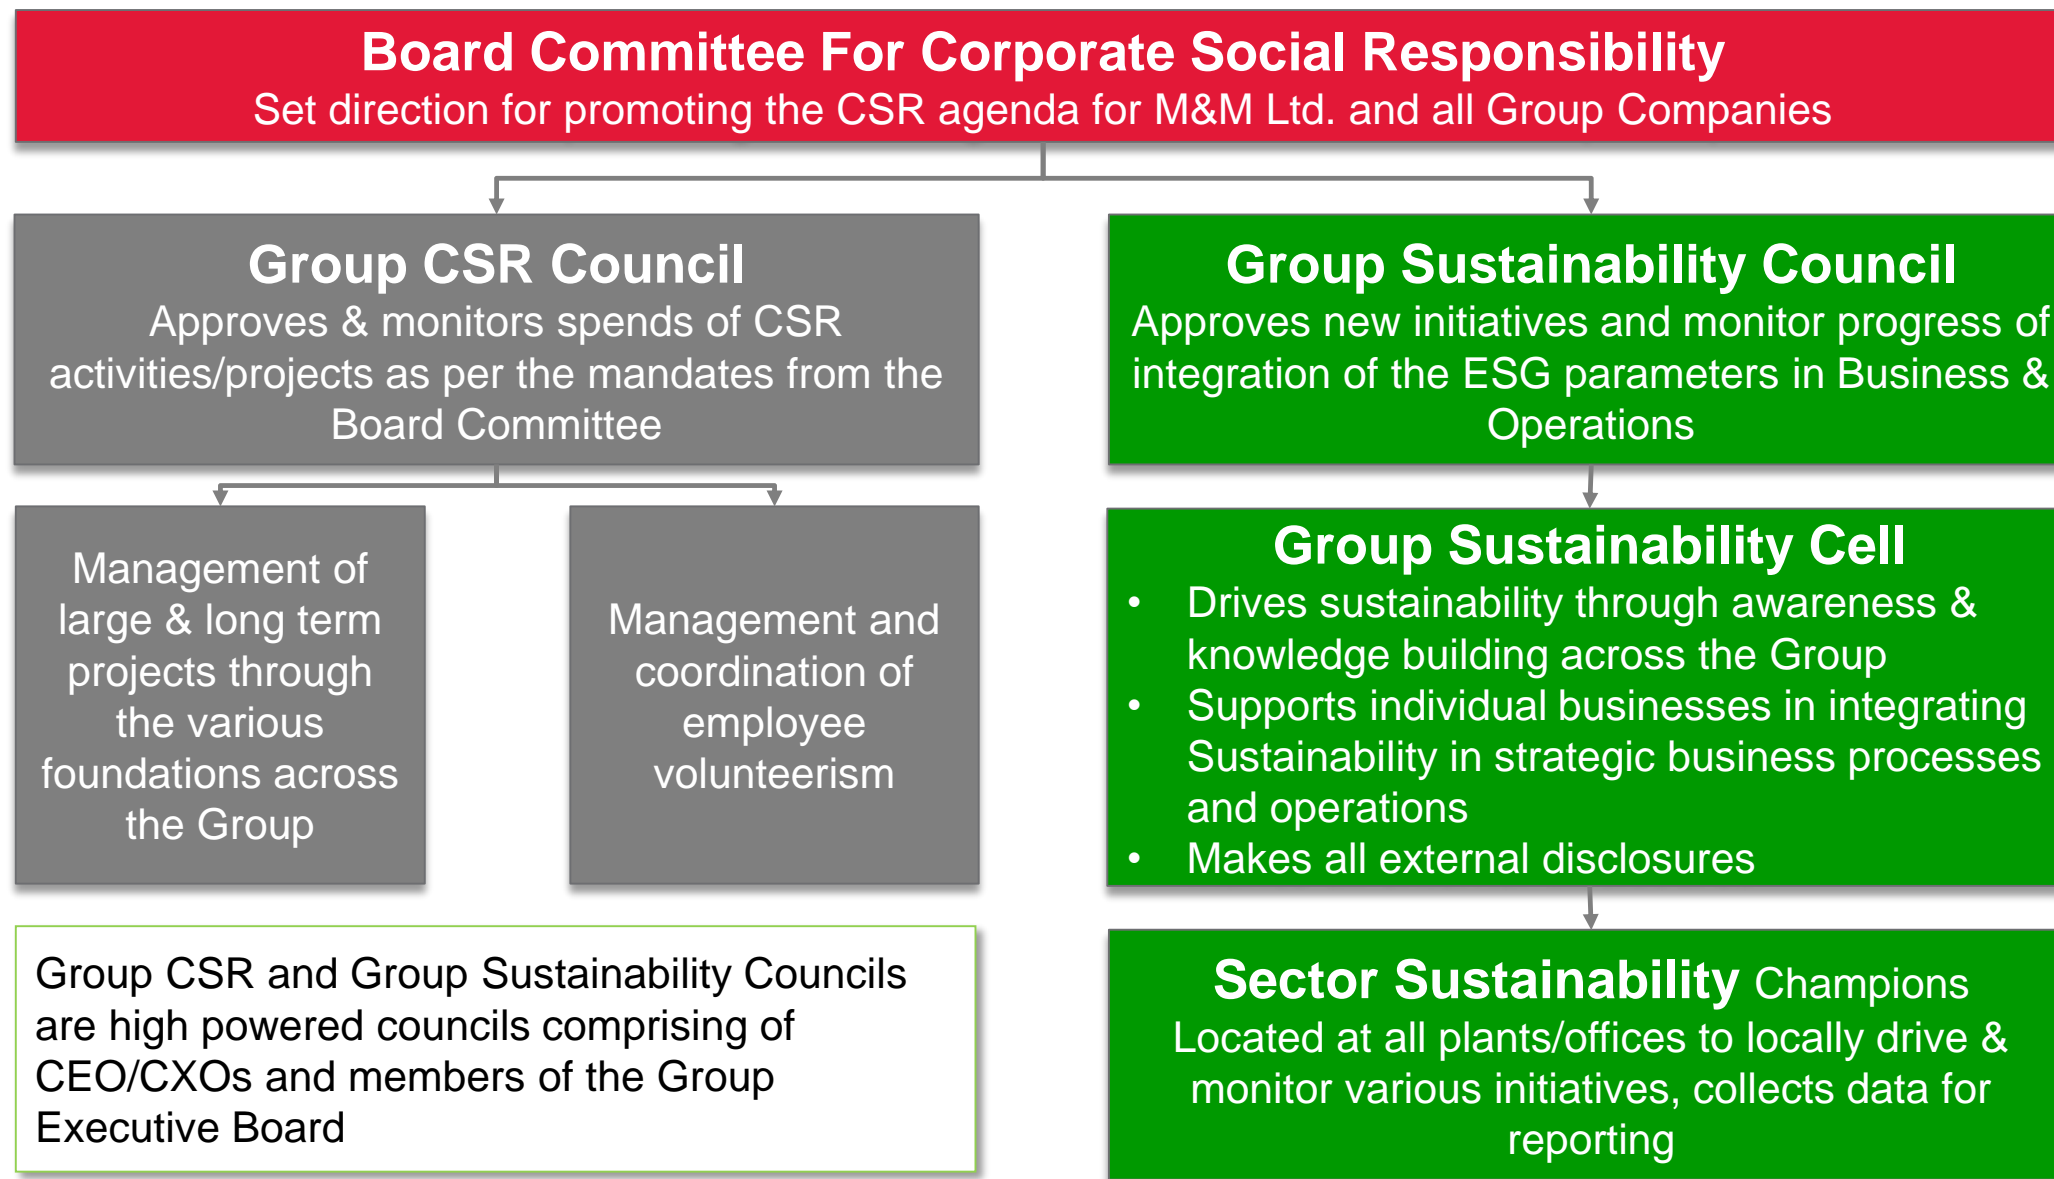 Board Committee For Corporate Social Responsibility
Set direction for promoting the CSR agenda for M&M Ltd. and all Group Companies
Group CSR Council
Approves & monitors spends of CSR
activities/projects as per the mandates from the
Board Committee
Management of
large & long term
projects through
the various
foundations across
the Group
Management and
coordination of
employee
volunteerism
Group CSR and Group Sustainability Councils
are high powered councils comprising of
CEO/CXOs and members of the Group
Executive Board
Group Sustainability Council
Approves new initiatives and monitor progress of
integration of the ESG parameters in Business &
Operations
Group Sustainability Cell
• Drives sustainability through awareness &
knowledge building across the Group
• Supports individual businesses in integrating
Sustainability in strategic business processes
and operations
• Makes all external disclosures
Sector Sustainability Champions
Located at all plants/offices to locally drive &
monitor various initiatives, collects data for
reporting